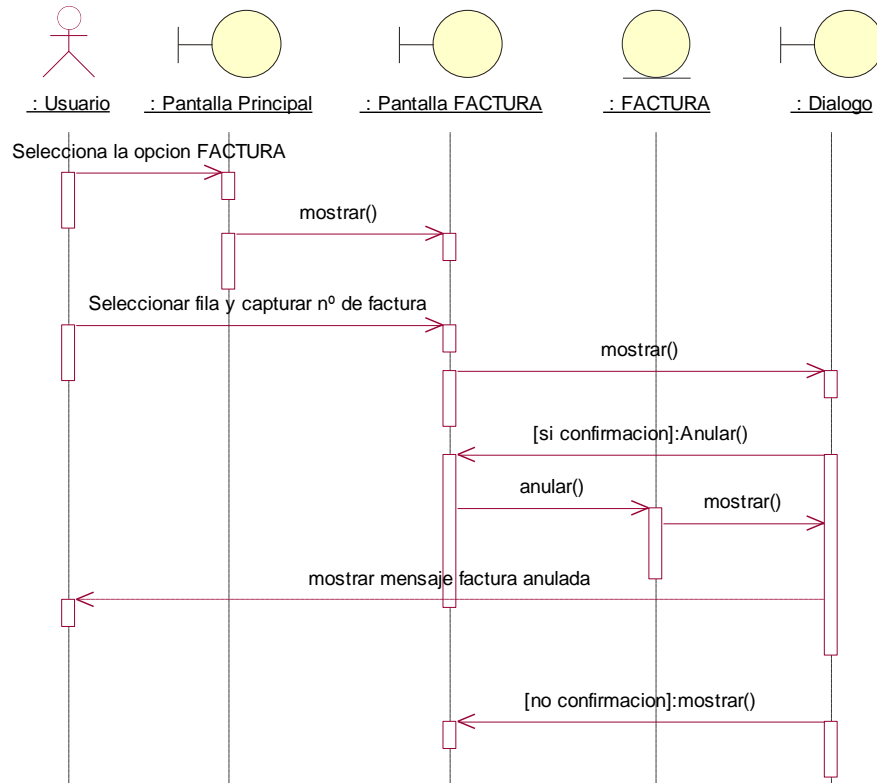 : Usuario
: Pantalla Principal
: Pantalla FACTURA
: FACTURA
: Dialogo
Selecciona la opcion FACTURA
mostrar()
Seleccionar fila y capturar nº de factura
mostrar()
[si confirmacion]:Anular()
anular()
mostrar()
mostrar mensaje factura anulada
[no confirmacion]:mostrar()